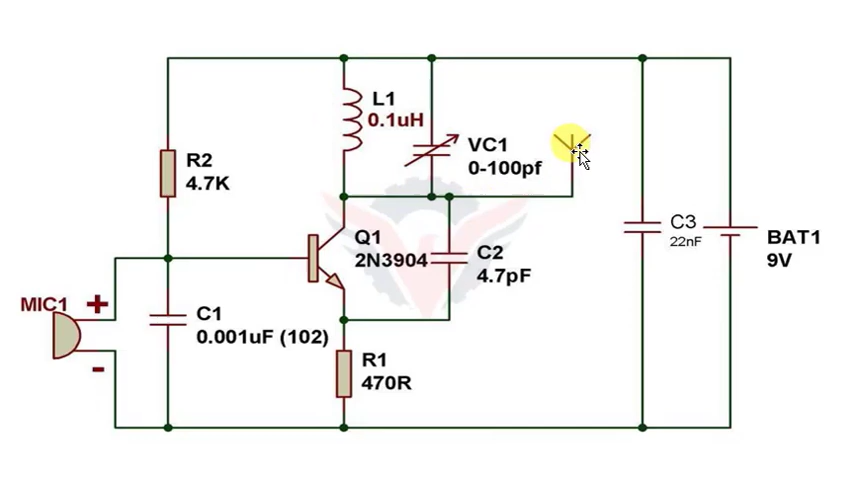 L1
0.1uH
VC1
0-100pf
R2
4.7K
Q1
2N3904
C2
4.7pF
C3
22nF
BAT1
9V
MIC1
+
-
C1
0.001uF (102)
R1
470R